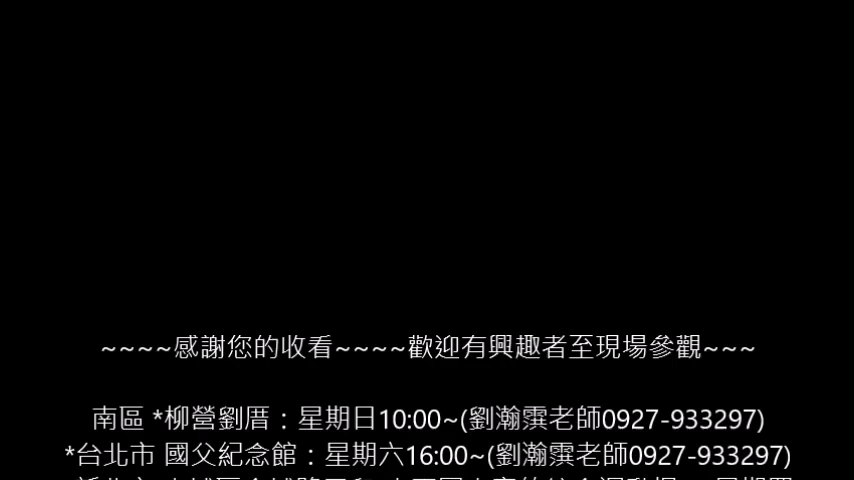 ~~~~感謝您的收看~~~~歡迎有興趣者至現場參觀~~~
南區 *柳營劉厝：星期日10:00~(劉瀚霖老師0927-933297)
*台北市 國父紀念館：星期六16:00~(劉瀚霖老師0927-933297)